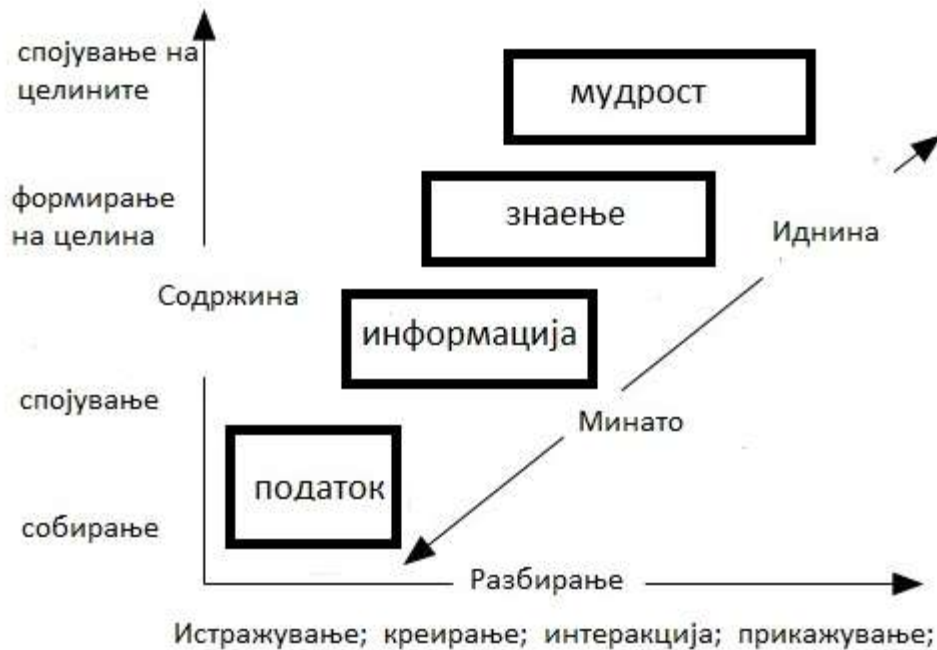 спојување на
целините
мудрост
формирање
на целина
знаење
Иднина
Содржина
информација
спојување
Минато
податок
собирање
Разбирање
Истражување; креирање; интеракција; прикажување;